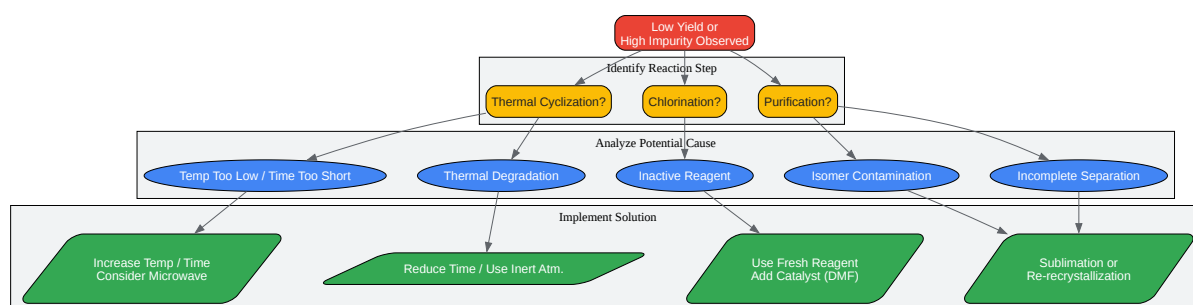 Low Yield or
High Impurity Observed
Identify Reaction Step
Thermal Cyclization?
Chlorination?
Purification?
Analyze Potential Cause
Temp Too Low / Time Too Short
Thermal Degradation
Inactive Reagent
Isomer Contamination
Incomplete Separation
Implement Solution
Increase Temp / Time
Consider Microwave
Reduce Time / Use Inert Atm.
Use Fresh Reagent
Add Catalyst (DMF)
Sublimation or
Re-recrystallization